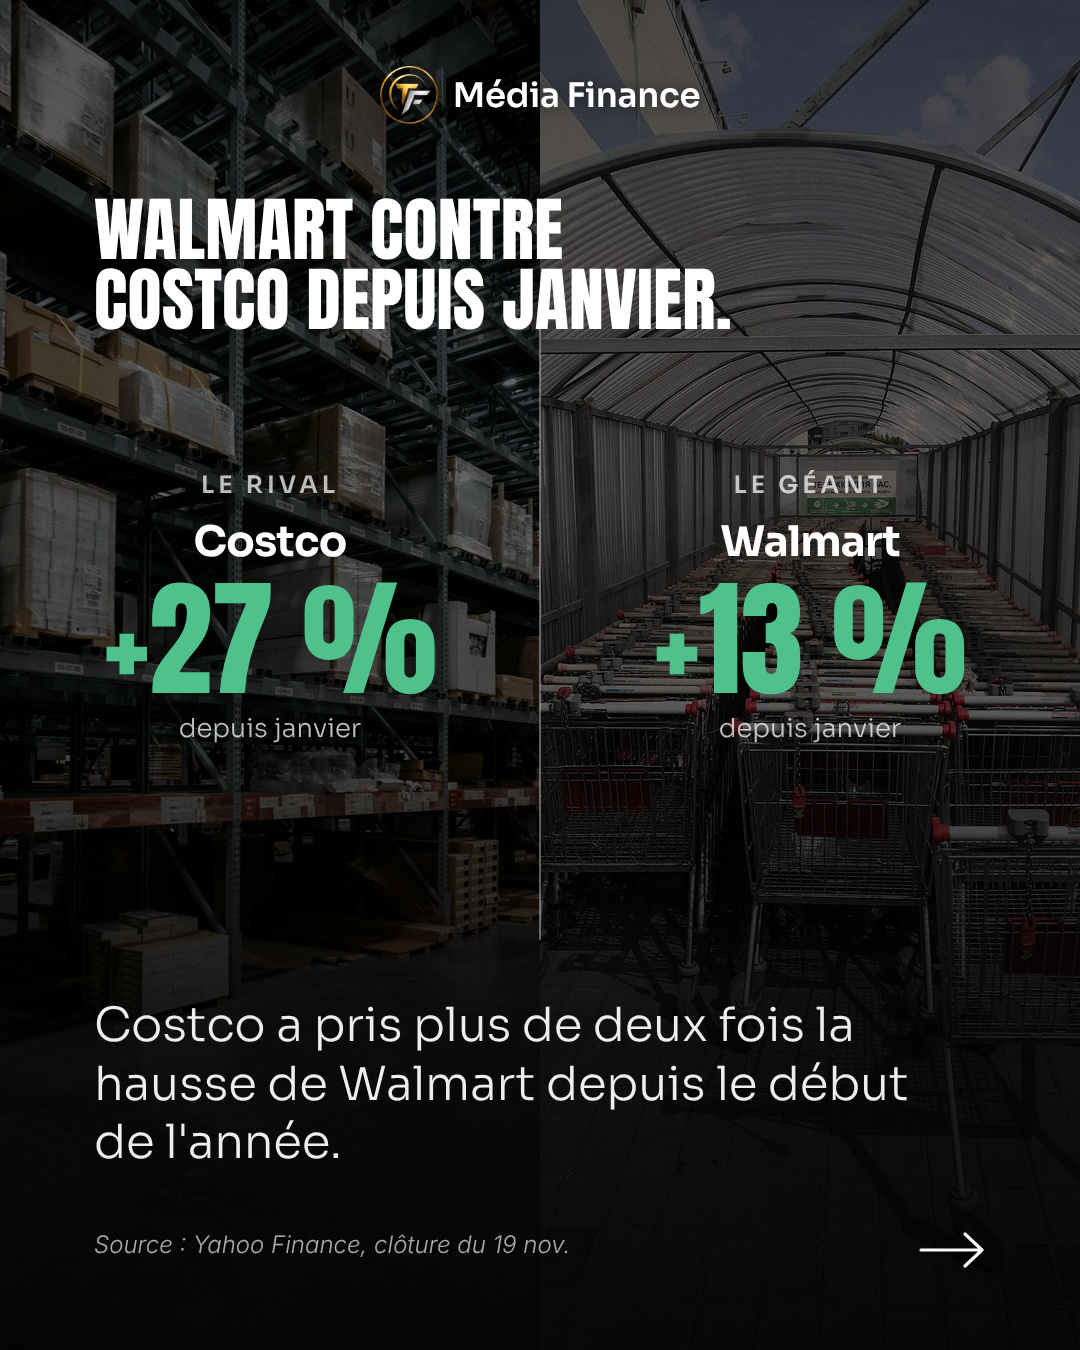 TF Média Finance
WALMART CONTRE
COSTCO DEPUIS JANVIER.
LE RIVAL
Costco
+27 %
depuis janvier
LE GÉANT
Walmart
+13 %
depuis janvier
Costco a pris plus de deux fois la
hausse de Walmart depuis le début
de l'année.
Source : Yahoo Finance, clôture du 19 nov.